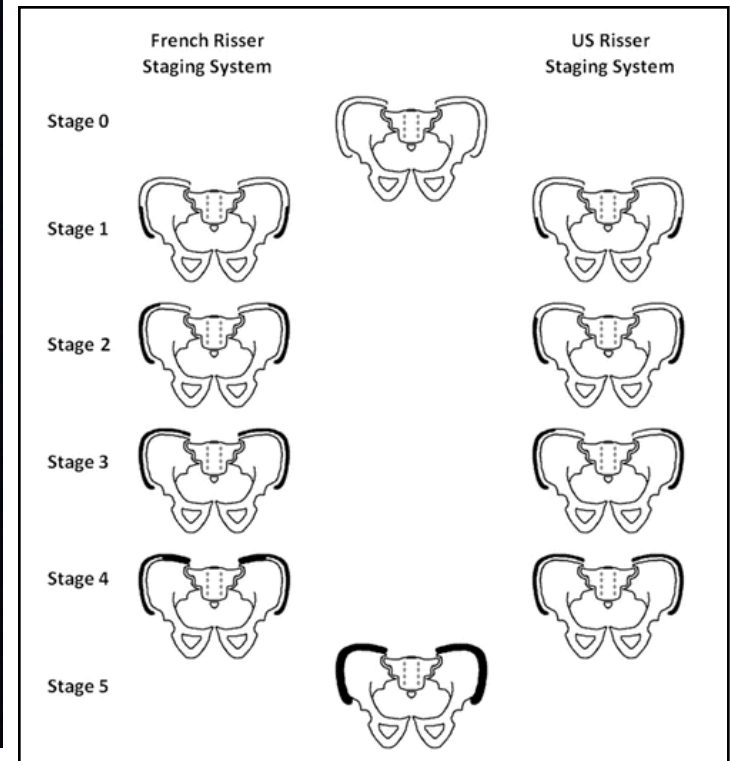 French Risser
Staging System
US Risser
Staging System
Stage 0
Stage 1
Stage 2
Stage 3
Stage 4
Stage 5